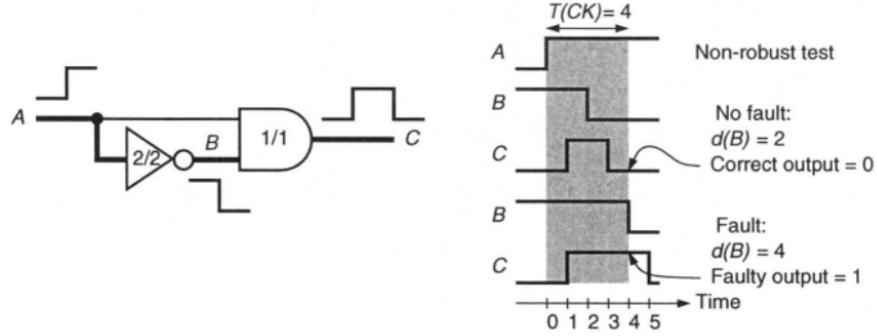 T(CK)= 4
A
Non-robust test
B
No fault:
d(B) = 2
C
Correct output = 0
B
Fault:
d(B) = 4
C
Faulty output = 1
Time
0 1 2 3 4 5
A
2/2
B
1/1
C